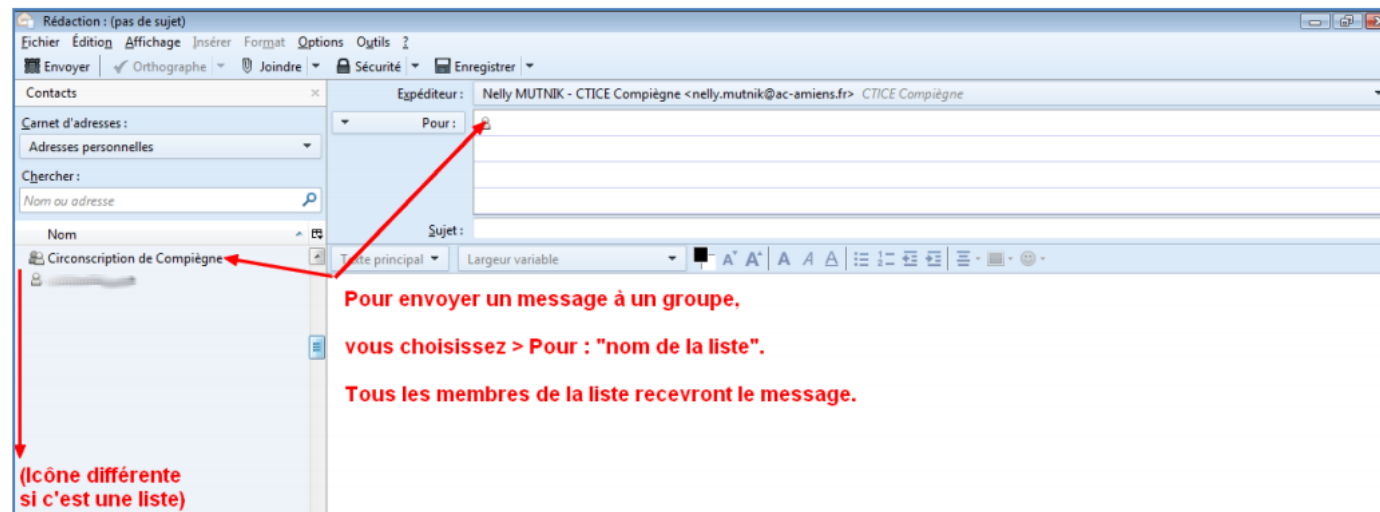 Rédaction : (pas de sujet)
Fichier Édition Affichage Insérer Format Options Outils ?
Envoyer Orthographe Joindre Sécurité Enregistrer
Contacts
Expéditeur : Nelly MUTNIK - CTICE Compiègne <nelly.mutnik@ac-amiens.fr> CTICE Compiègne
Carnet d'adresses :
Pour :
Adresses personnelles
Chercher :
Nom ou adresse
Nom
Sujet :
Circonscription de Compiègne
Texte principal Largeur variable
Pour envoyer un message à un groupe,
vous choisissez > Pour : "nom de la liste".
Tous les membres de la liste recevront le message.
(Icône différente
si c'est une liste)